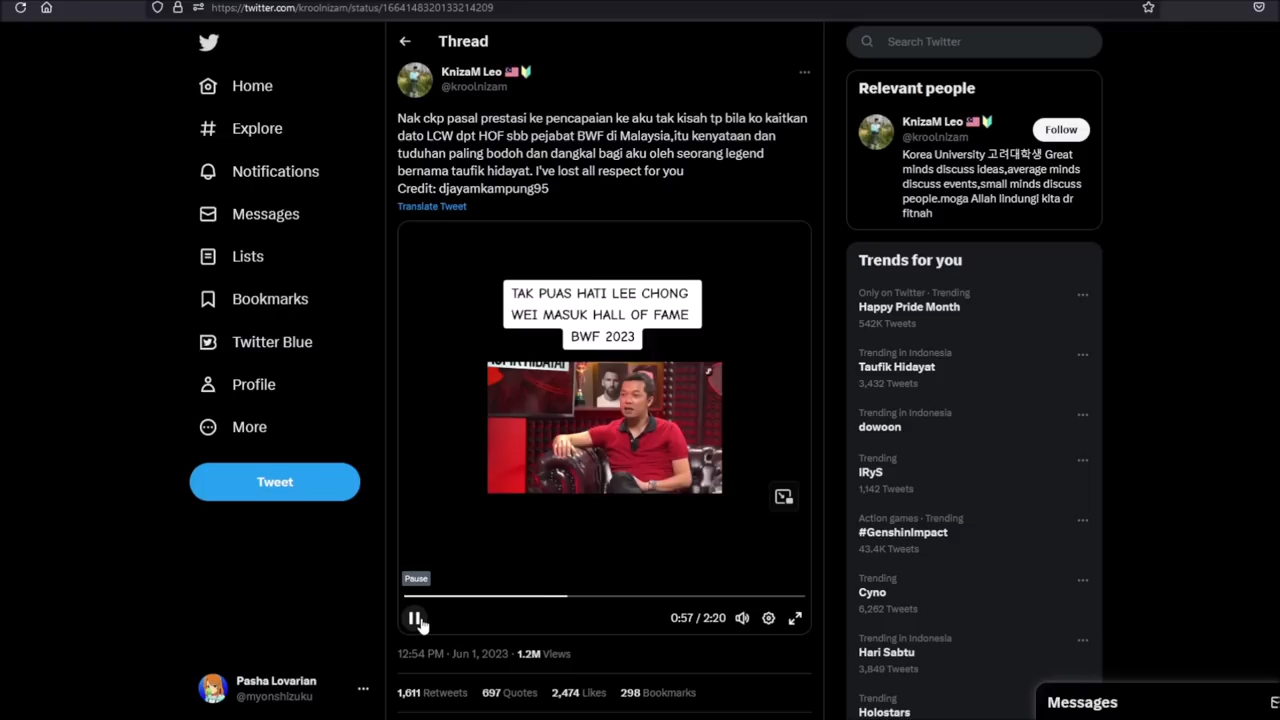 https://twitter.com/kroolnizam/status/1664148320133214209
Home
Explore
Notifications
Messages
Lists
Bookmarks
Twitter Blue
Profile
More
Tweet
Pasha Lovarian
@myonshizuku
Thread
KnizaM Leo
@kroolnizam
Nak ckp pasal prestasi ke pencapaian ke aku tak kisah tp bila ko kaitkan
dato LCW dpt HOF sbb pejabat BWF di Malaysia,itu kenyataan dan
tuduhan paling bodoh dan dangkal bagi aku oleh seorang legend
bernama taufik hidayat. I've lost all respect for you
Credit: djayamkampung95
Translate Tweet
TAK PUAS HATI LEE CHONG
WEI MASUK HALL OF FAME
BWF 2023
Pause
0:57 / 2:20
12:54 PM · Jun 1, 2023 · 1.2M Views
1,611 Retweets 697 Quotes 2,474 Likes 298 Bookmarks
Search Twitter
Relevant people
KnizaM Leo
@kroolnizam
Follow
Korea University 고려대학생 Great
minds discuss ideas,average minds
discuss events,small minds discuss
people.moga Allah lindungi kita dr
fitnah
Trends for you
Only on Twitter · Trending
Happy Pride Month
542K Tweets
Trending in Indonesia
Taufik Hidayat
3,432 Tweets
Trending in Indonesia
dowoon
Trending
IRyS
1,142 Tweets
Action games · Trending
#GenshinImpact
43.4K Tweets
Trending
Cyno
6,262 Tweets
Trending in Indonesia
Hari Sabtu
3,849 Tweets
Trending
Holostars
Messages